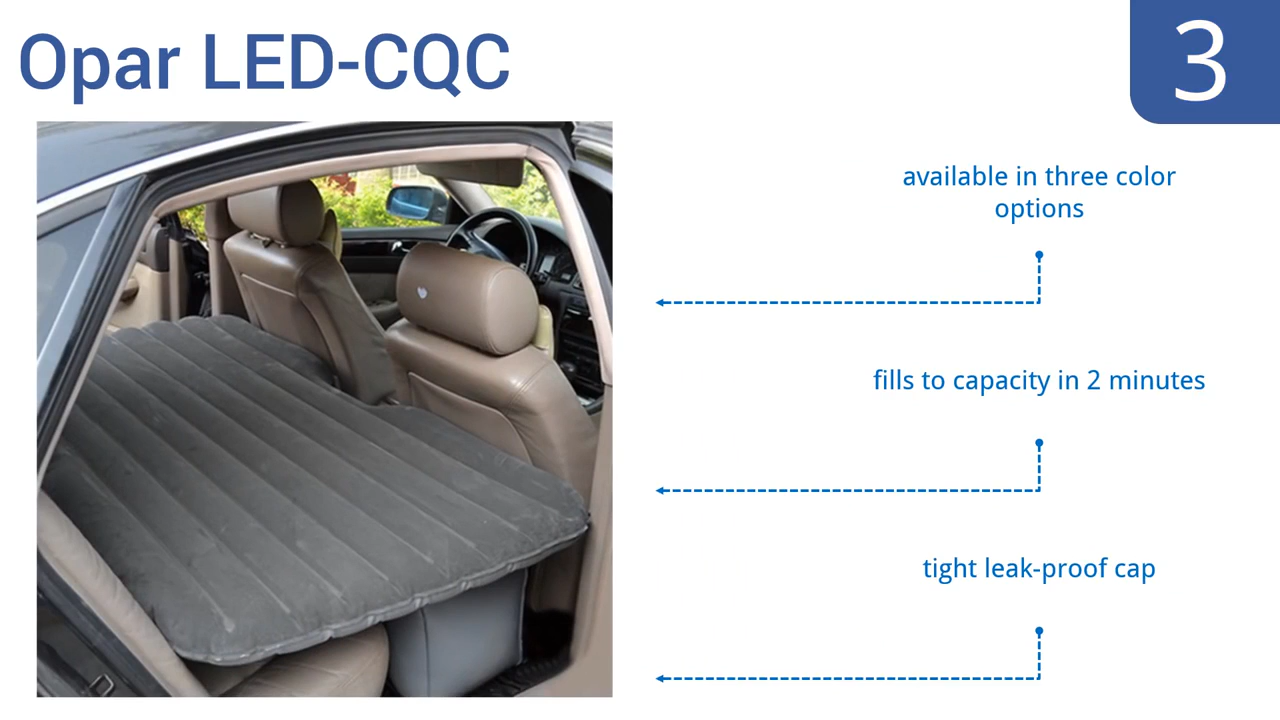 Opar LED-CQC
3
available in three color
options
fills to capacity in 2 minutes
tight leak-proof cap